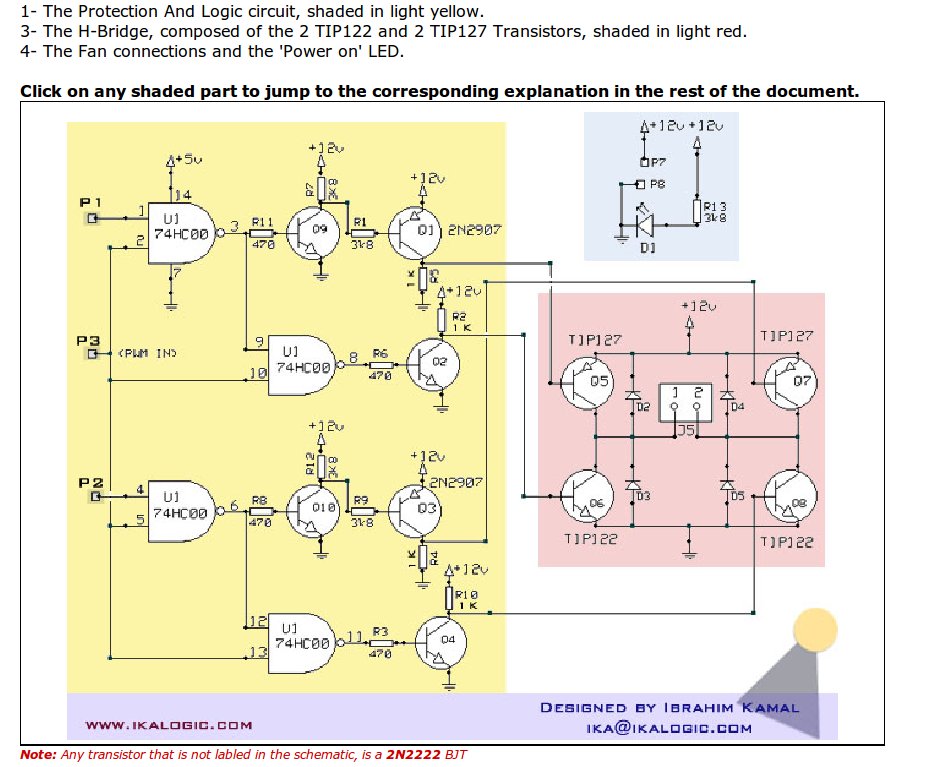 1- The Protection And Logic circuit, shaded in light yellow.
3- The H-Bridge, composed of the 2 TIP122 and 2 TIP127 Transistors, shaded in light red.
4- The Fan connections and the 'Power on' LED.
Click on any shaded part to jump to the corresponding explanation in the rest of the document.
+12v +12v
P7
P8
R13
3k8
D1
+5v
14
P1
1
2
U1
74HC00
3
7
R11
470
+12v
R7
3K8
Q9
R1
3k8
+12v
Q1
2N2907
1 K
R5
+12v
R2
1 K
P3
<PWM IN>
9
10
U1
74HC00
8
R6
470
Q2
+12v
TIP127
TIP127
Q5
Q7
1 2
J5
D2
D4
D3
D5
Q6
Q8
TIP122
TIP122
+12v
R12
3K8
P2
4
5
U1
74HC00
6
R8
470
Q10
R9
3k8
+12v
2N2907
Q3
1 K
R4
+12v
R10
1 K
12
13
U1
74HC00
11
R3
470
Q4
WWW.IKALOGIC.COM
DESIGNED BY IBRAHIM KAMAL
IKA@IKALOGIC.COM
Note: Any transistor that is not labled in the schematic, is a 2N2222 BJT